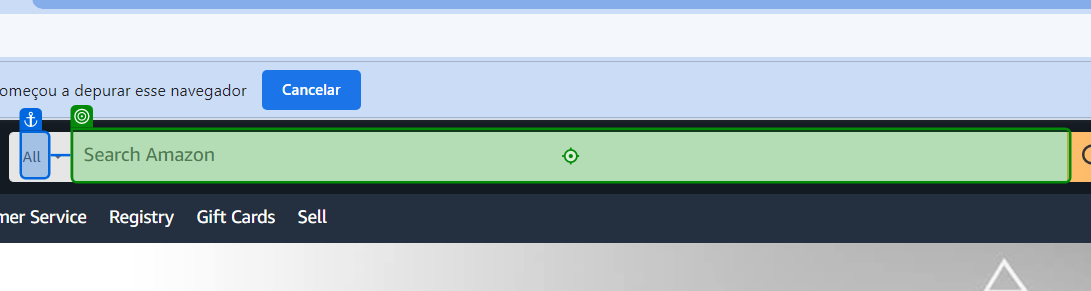 omeçou a depurar esse navegador Cancelar
All Search Amazon
mer Service Registry Gift Cards Sell